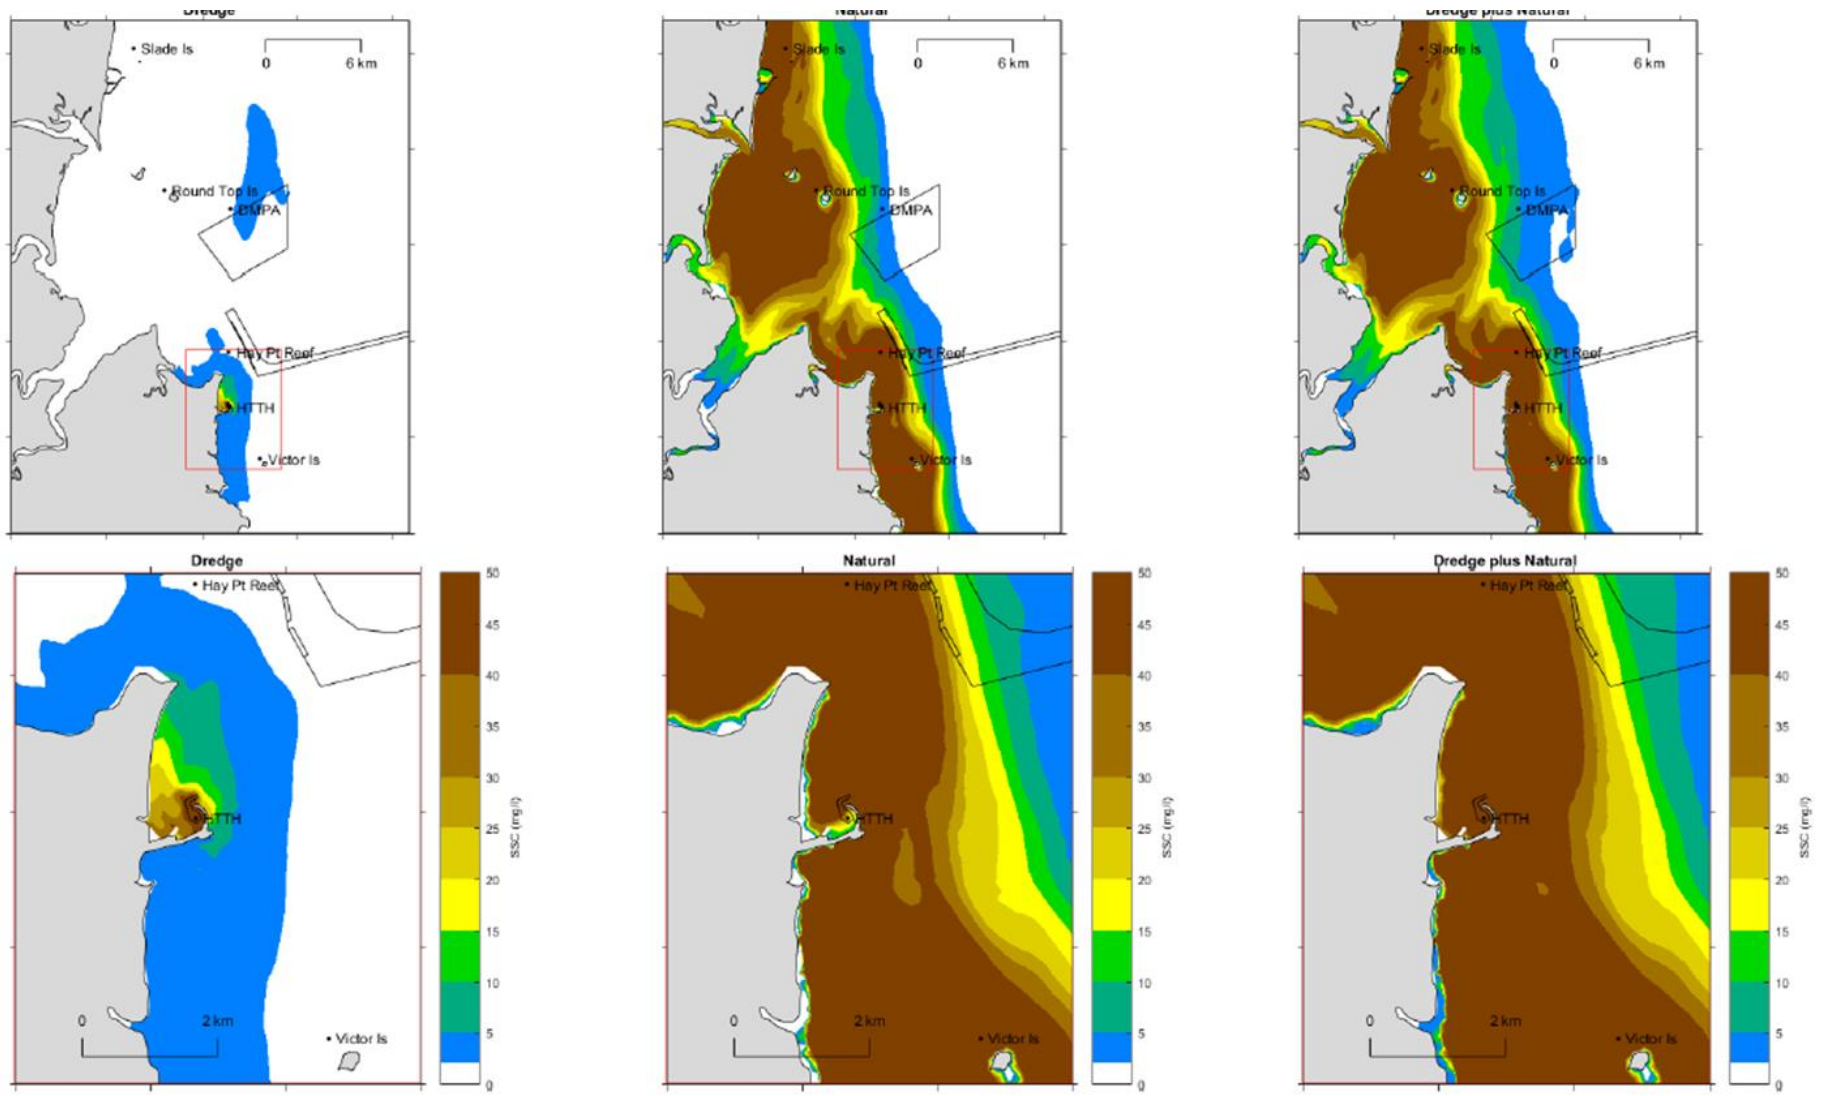 Dredge
Natural
Dredge plus Natural
Slade Is
0 6 km
Round Top Is
DMPA
Hay Pt Reef
HTTH
Victor Is
Slade Is
0 6 km
Round Top Is
DMPA
Hay Pt Reef
HTTH
Victor Is
Slade Is
0 6 km
Round Top Is
DMPA
Hay Pt Reef
HTTH
Victor Is
Dredge
Hay Pt Reef
HTTH
0 2 km
Victor Is
50
45
40
35
30
25
20
15
10
5
0
SSC (mg/l)
Natural
Hay Pt Reef
HTTH
0 2 km
Victor Is
50
45
40
35
30
25
20
15
10
5
0
SSC (mg/l)
Dredge plus Natural
Hay Pt Reef
HTTH
0 2 km
Victor Is
50
45
40
35
30
25
20
15
10
5
0
SSC (mg/l)